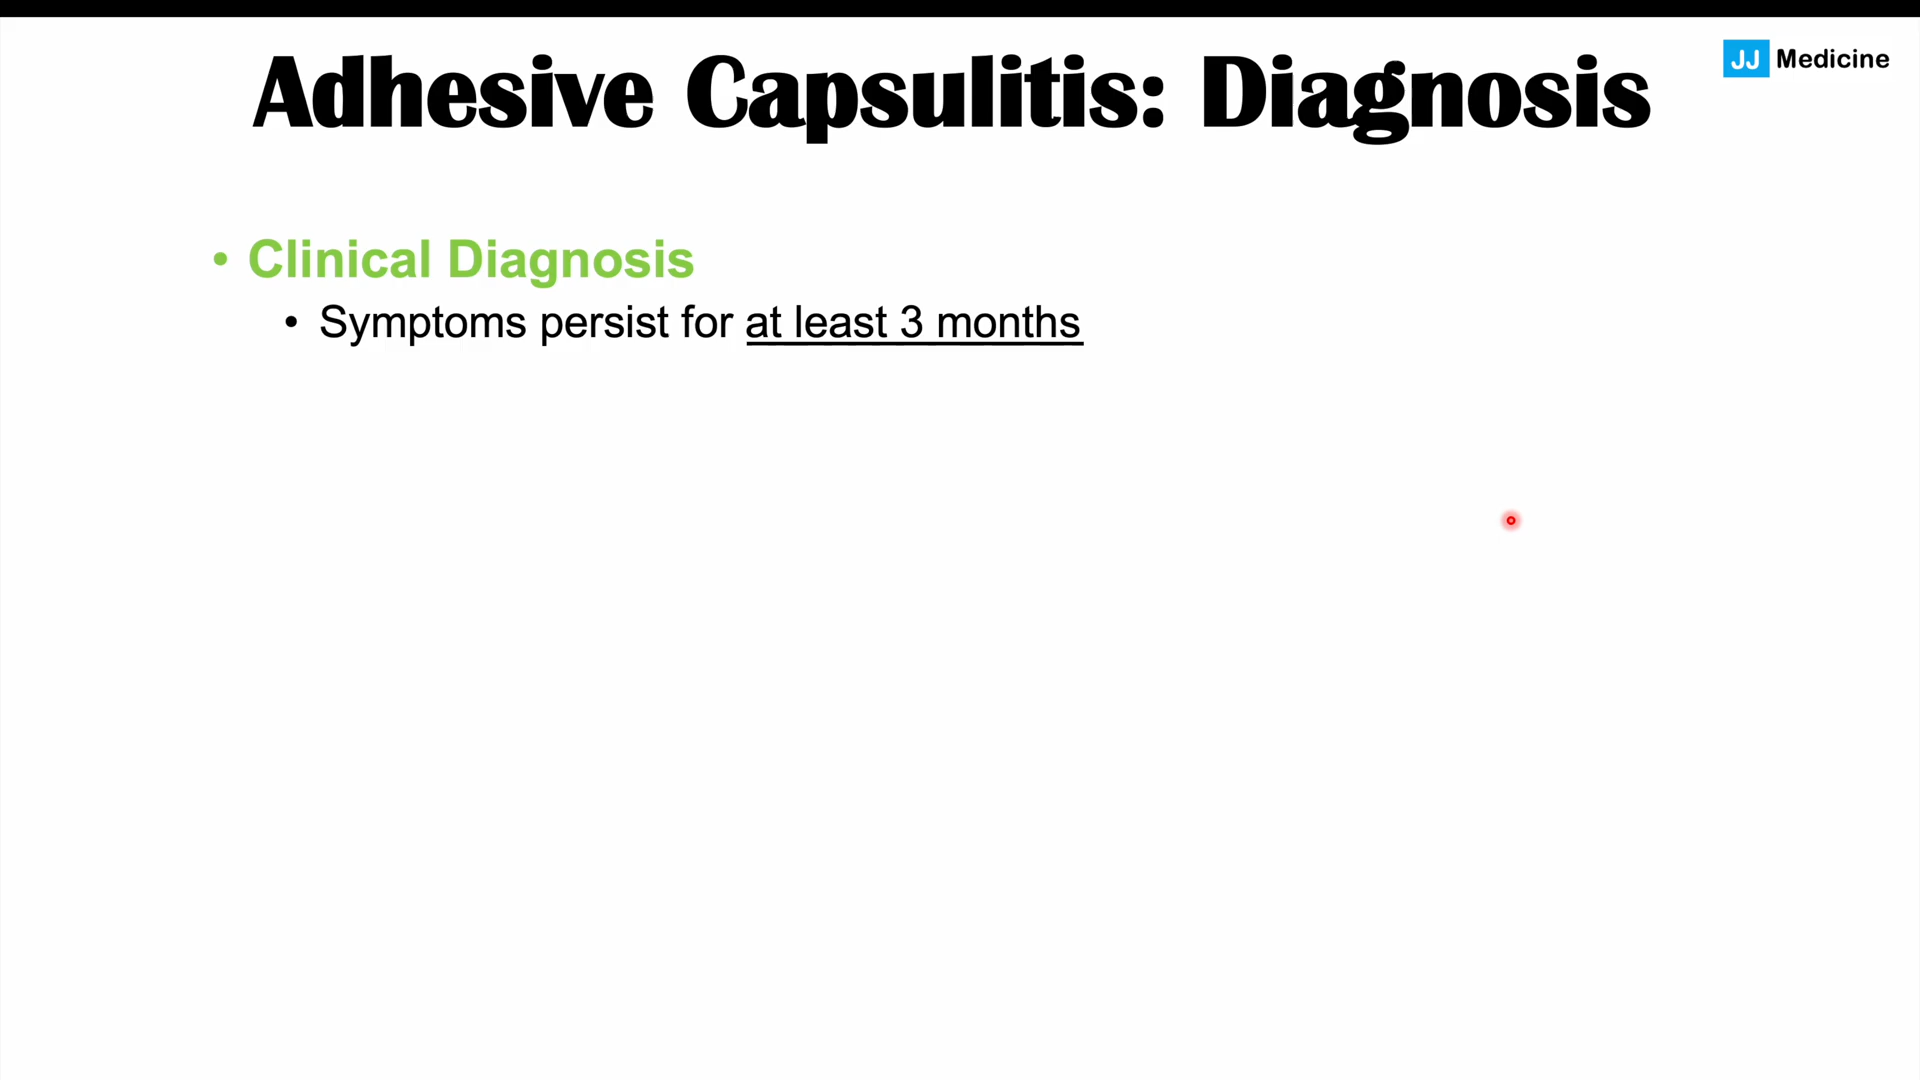 Adhesive Capsulitis: Diagnosis
JJ Medicine
• Clinical Diagnosis
• Symptoms persist for at least 3 months